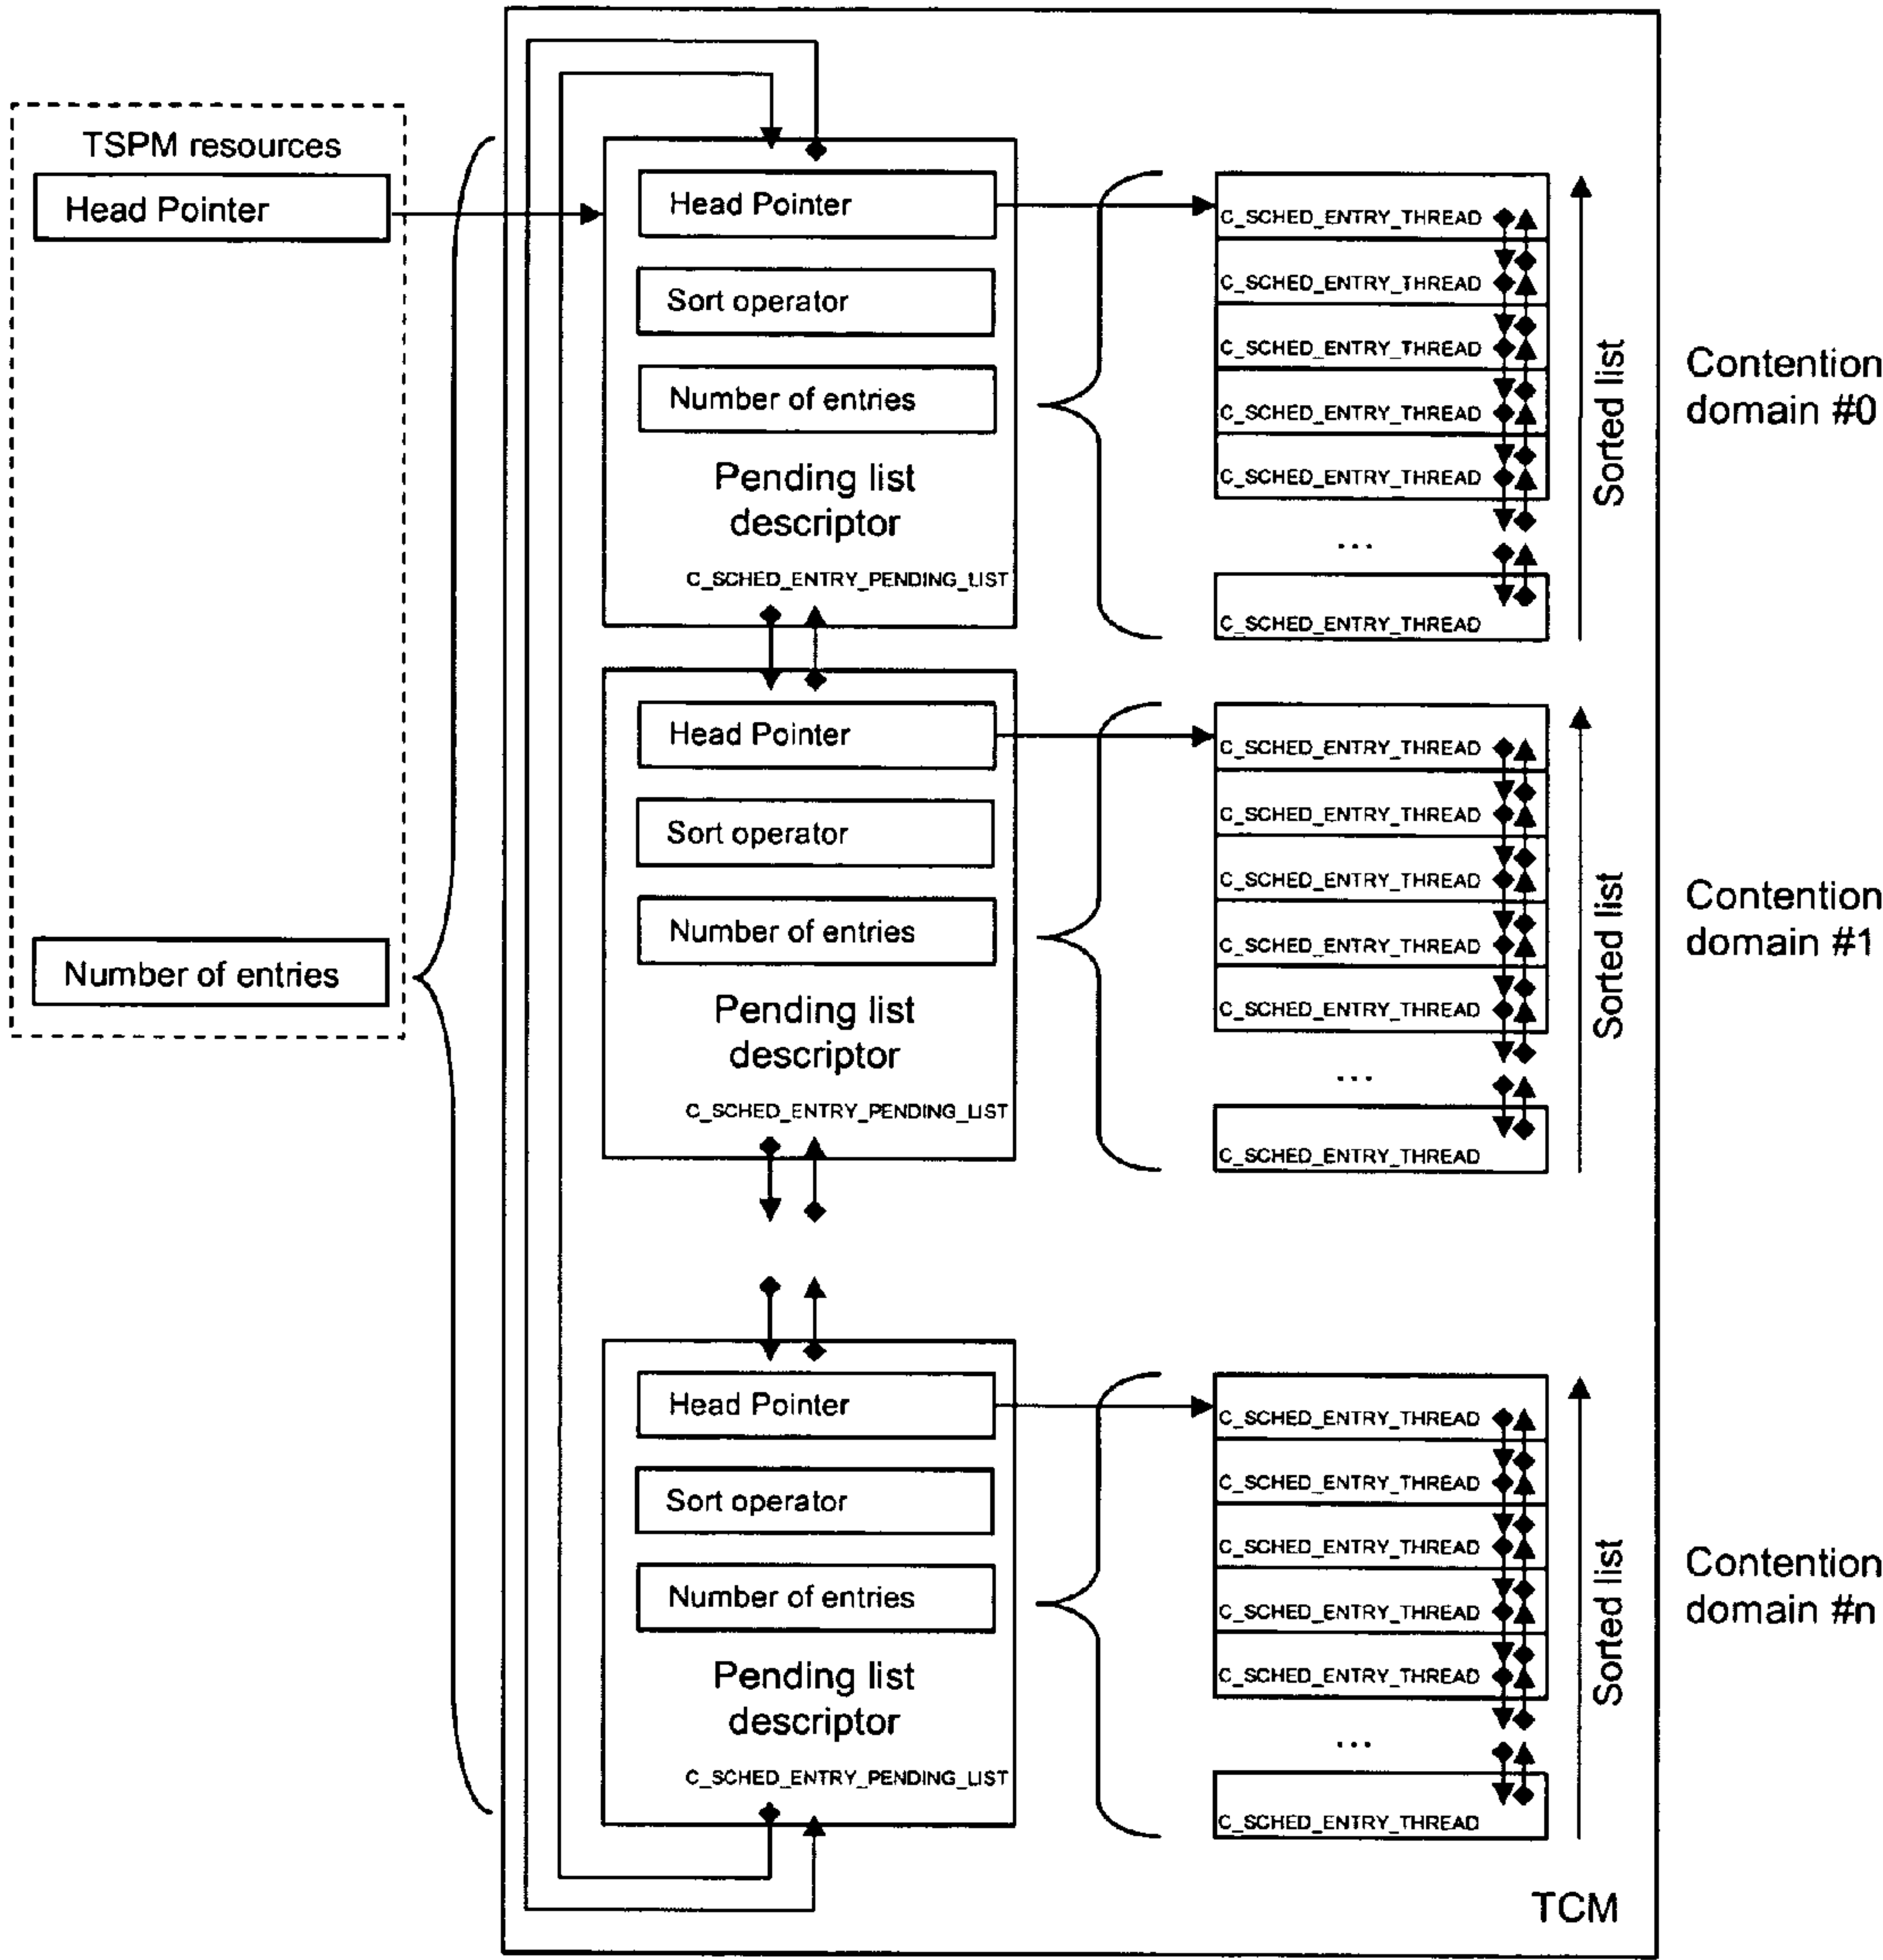 TSPM resources
Head Pointer
Number of entries
Head Pointer
Sort operator
Number of entries
Pending list
descriptor
C_SCHED_ENTRY_PENDING_LIST
C_SCHED_ENTRY_THREAD
C_SCHED_ENTRY_THREAD
C_SCHED_ENTRY_THREAD
C_SCHED_ENTRY_THREAD
C_SCHED_ENTRY_THREAD
...
C_SCHED_ENTRY_THREAD
Sorted list
Contention
domain #0
Head Pointer
Sort operator
Number of entries
Pending list
descriptor
C_SCHED_ENTRY_PENDING_LIST
C_SCHED_ENTRY_THREAD
C_SCHED_ENTRY_THREAD
C_SCHED_ENTRY_THREAD
C_SCHED_ENTRY_THREAD
C_SCHED_ENTRY_THREAD
...
C_SCHED_ENTRY_THREAD
Sorted list
Contention
domain #1
Head Pointer
Sort operator
Number of entries
Pending list
descriptor
C_SCHED_ENTRY_PENDING_LIST
C_SCHED_ENTRY_THREAD
C_SCHED_ENTRY_THREAD
C_SCHED_ENTRY_THREAD
C_SCHED_ENTRY_THREAD
C_SCHED_ENTRY_THREAD
...
C_SCHED_ENTRY_THREAD
Sorted list
Contention
domain #n
TCM